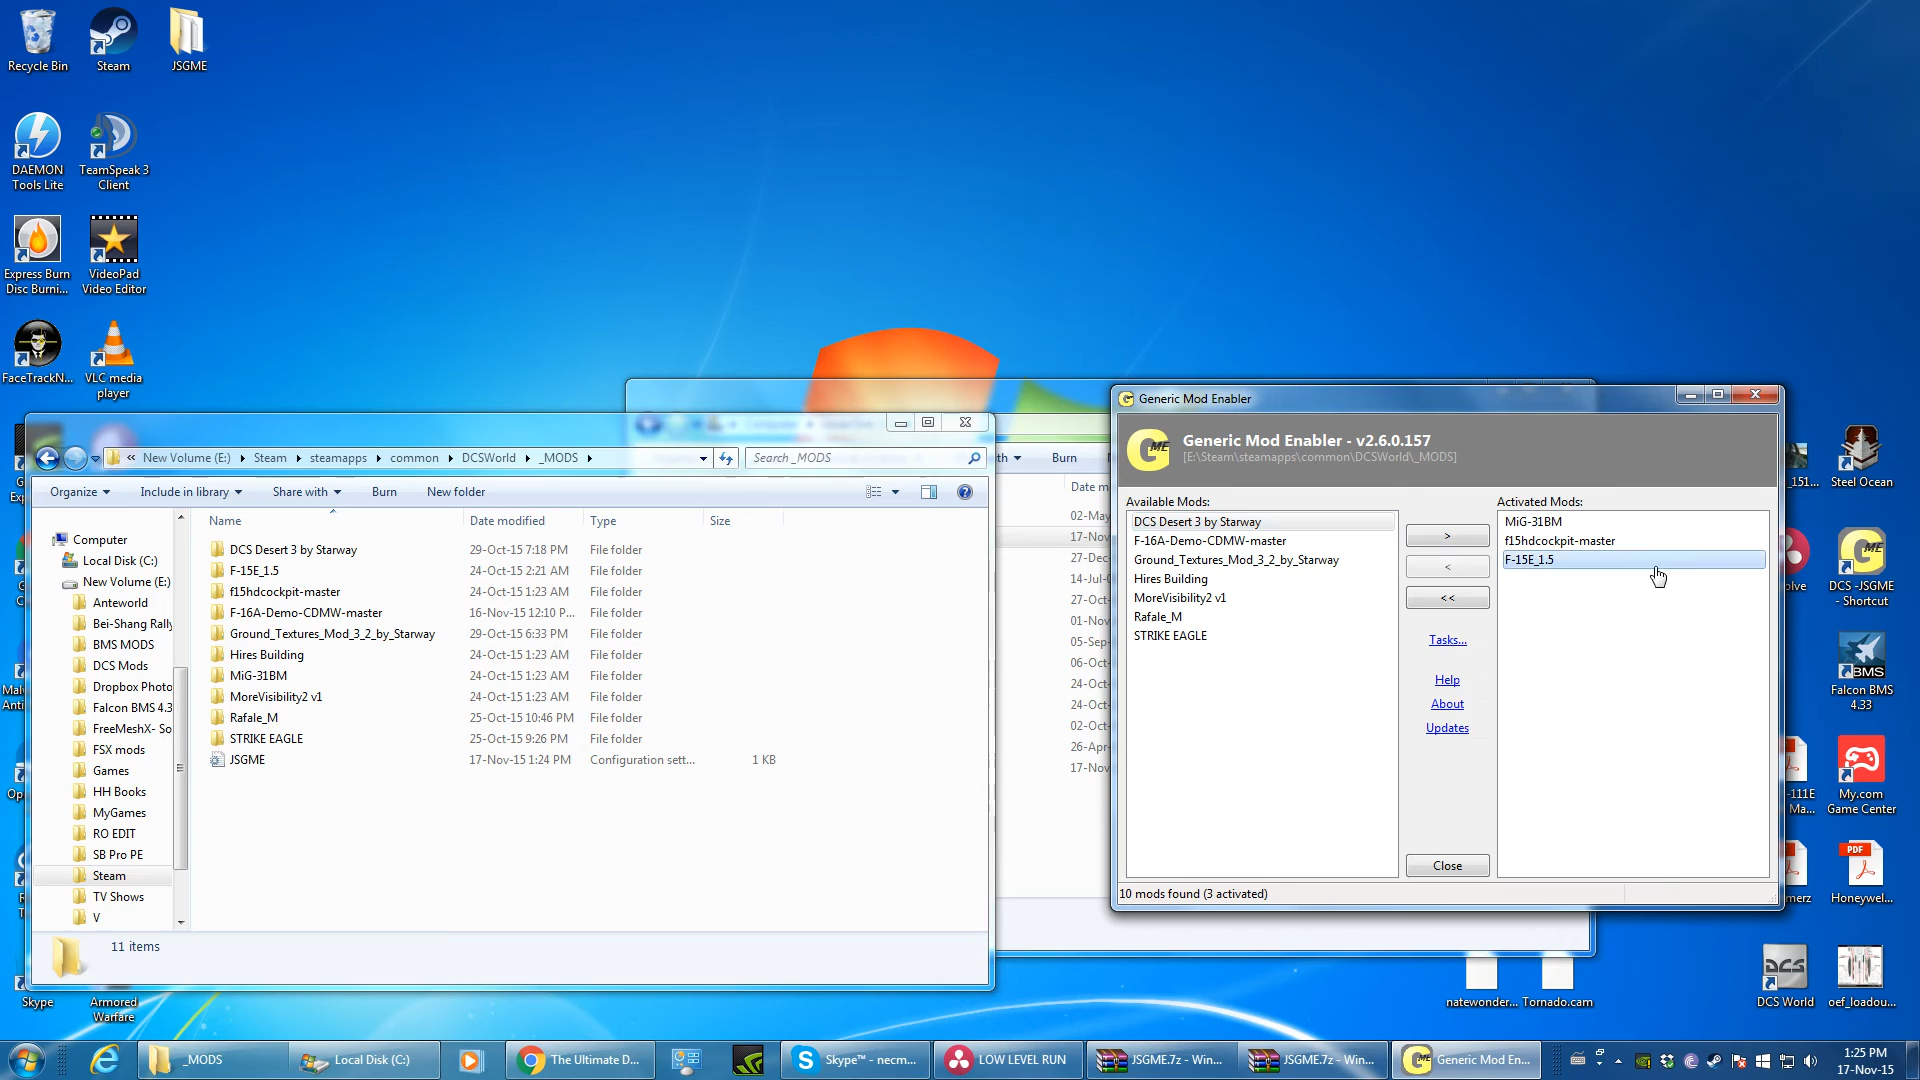 Recycle Bin
Steam
JSGME
DAEMON
Tools Lite
TeamSpeak 3
Client
Express Burn
Disc Burni...
VideoPad
Video Editor
FaceTrackN...
VLC media
player
Skype
Armored
Warfare
« New Volume (E:) Steam steamapps common DCSWorld _MODS
Search _MODS
Organize
Include in library
Share with
Burn
New folder
Name
Date modified
Type
Size
Computer
Local Disk (C:)
New Volume (E:)
Anteworld
Bei-Shang Rally
BMS MODS
DCS Mods
Dropbox Photo
Falcon BMS 4.3
FreeMeshX- So
FSX mods
Games
HH Books
MyGames
RO EDIT
SB Pro PE
Steam
TV Shows
V
DCS Desert 3 by Starway 29-Oct-15 7:18 PM File folder
F-15E_1.5 24-Oct-15 2:21 AM File folder
f15hdcockpit-master 24-Oct-15 1:23 AM File folder
F-16A-Demo-CDMW-master 16-Nov-15 12:10 P... File folder
Ground_Textures_Mod_3_2_by_Starway 29-Oct-15 6:33 PM File folder
Hires Building 24-Oct-15 1:23 AM File folder
MiG-31BM 24-Oct-15 1:23 AM File folder
MoreVisibility2 v1 24-Oct-15 1:23 AM File folder
Rafale_M 25-Oct-15 10:46 PM File folder
STRIKE EAGLE 25-Oct-15 9:26 PM File folder
JSGME 17-Nov-15 1:24 PM Configuration sett... 1 KB
11 items
th
Burn
Date m
02-May
17-Nov
27-Dec
14-Jul-
27-Oct
01-Nov
05-Sep
06-Oct
24-Oct
24-Oct
02-Oct
26-Apr
17-Nov
Generic Mod Enabler
ME
Generic Mod Enabler - v2.6.0.157
[E:\Steam\steamapps\common\DCSWorld\_MODS]
Available Mods:
DCS Desert 3 by Starway
F-16A-Demo-CDMW-master
Ground_Textures_Mod_3_2_by_Starway
Hires Building
MoreVisibility2 v1
Rafale_M
STRIKE EAGLE
>
<
<<
Tasks...
Help
About
Updates
Close
Activated Mods:
MiG-31BM
f15hdcockpit-master
F-15E_1.5
10 mods found (3 activated)
_151...
Steel Ocean
olve
DCS -JSGME
- Shortcut
BMS
Falcon BMS
4.33
-111E
Ma...
My.com
Game Center
PDF
merz
Honeywel...
natewonder...
Tornado.cam
DCS
DCS World
oef_loadou...
_MODS
Local Disk (C:)
The Ultimate D...
Skype™ - necm...
LOW LEVEL RUN
JSGME.7z - Win...
JSGME.7z - Win...
Generic Mod En...
1:25 PM
17-Nov-15